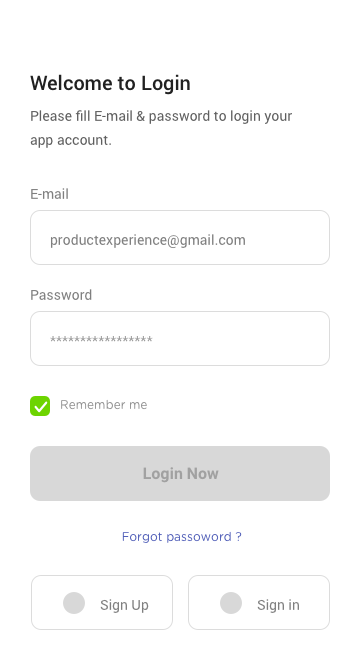 Welcome to Login
Please fill E-mail & password to login your
app account.
E-mail
productexperience@gmail.com
Password
*****************
Remember me
Login Now
Forgot passoword ?
Sign Up
Sign in